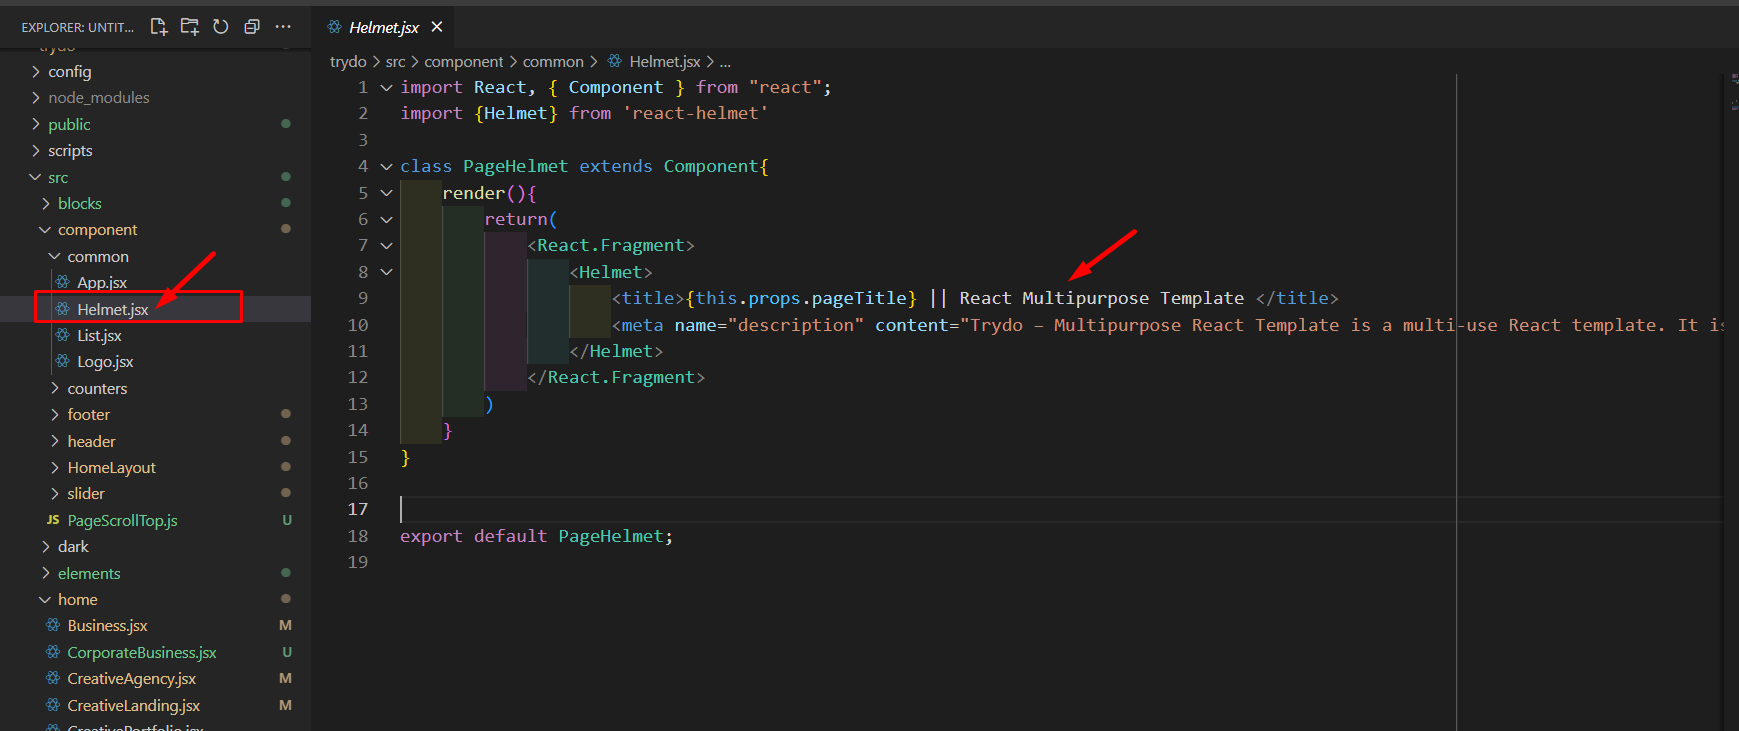 EXPLORER: UNTIT...
trydo
config
node_modules
public
scripts
src
blocks
component
common
App.jsx
Helmet.jsx
List.jsx
Logo.jsx
counters
footer
header
HomeLayout
slider
JS PageScrollTop.js U
dark
elements
home
Business.jsx M
CorporateBusiness.jsx U
CreativeAgency.jsx M
CreativeLanding.jsx M
CreativePortfolio.jsx
Helmet.jsx
trydo > src > component > common > Helmet.jsx > ...
1 import React, { Component } from "react";
2 import {Helmet} from 'react-helmet'
3
4 class PageHelmet extends Component{
5 render(){
6 return(
7 <React.Fragment>
8 <Helmet>
9 <title>{this.props.pageTitle} || React Multipurpose Template </title>
10 <meta name="description" content="Trydo – Multipurpose React Template is a multi-use React template. It is
11 </Helmet>
12 </React.Fragment>
13 )
14 }
15 }
16
17
18 export default PageHelmet;
19